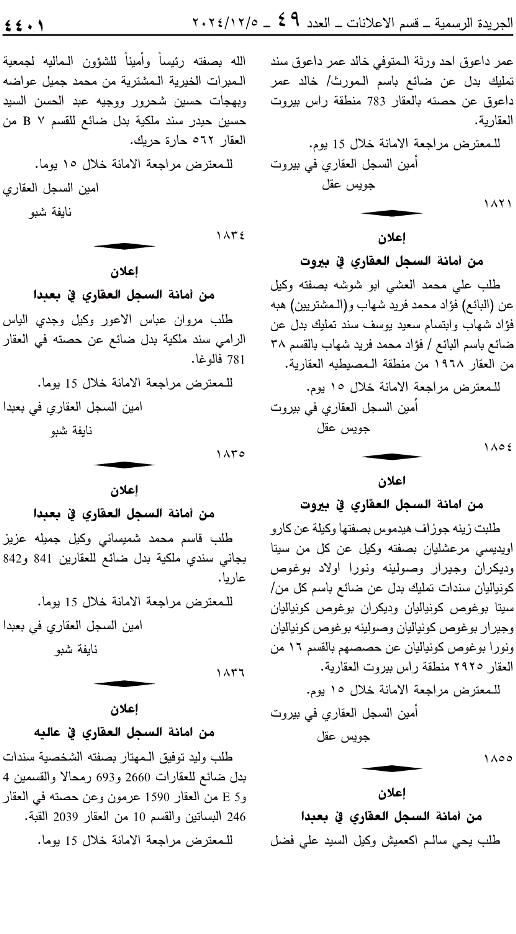 الجريدة الرسمية ـ قسم الاعلانات ـ العدد ٤٩ ـ ٢٠٢٤/١٢/٥
٤٤٠١
عمر داعوق احد ورثة المتوفي خالد عمر داعوق سند
تمليك بدل عن ضائع باسم المورث/ خالد عمر
داعوق عن حصته بالعقار 783 منطقة راس بيروت
العقارية.
للمعترض مراجعة الامانة خلال 15 يوم.
أمين السجل العقاري في بيروت
جويس عقل
١٨٢١
إعلان
من أمانة السجل العقاري في بيروت
طلب علي محمد العشي ابو شوشه بصفته وكيل
عن (البائع) فؤاد محمد فريد شهاب و(المشتريين) هبه
فؤاد شهاب وابتسام سعيد يوسف سند تمليك بدل عن
ضائع باسم البائع / فؤاد محمد فريد شهاب بالقسم ٣٨
من العقار ١٩٦٨ من منطقة المصيطبه العقارية.
للمعترض مراجعة الامانة خلال ١٥ يوم.
أمين السجل العقاري في بيروت
جويس عقل
١٨٥٤
اعلان
من امانة السجل العقاري في بيروت
طلبت زينه جوزاف هيدموس بصفتها وكيلة عن كارو
اويديسي مرعشليان بصفته وكيل عن كل من سيتا
وديكران وجيرار وصولينه ونورا اولاد بوغوص
كونياليان سندات تمليك بدل عن ضائع باسم كل من/
سيتا بوغوص كونياليان وديكران بوغوص كونياليان
وجيرار بوغوص كونياليان وصولينه بوغوص كونياليان
ونورا بوغوص كونياليان عن حصصهم بالقسم ١٦ من
العقار ٢٩٢٥ منطقة راس بيروت العقارية.
للمعترض مراجعة الامانة خلال ١٥ يوم.
أمين السجل العقاري في بيروت
جويس عقل
١٨٥٥
إعلان
من أمانة السجل العقاري في بعبدا
طلب يحي سالم اكعميش وكيل السيد علي فضل
الله بصفته رئيساً وأميناً للشؤون الماليه لجمعية
المبرات الخيرية المشترية من محمد جميل عواضه
وبهجات حسين شحرور ووجيه عبد الحسن السيد
حسين حيدر سند ملكية بدل ضائع للقسم ٧ B من
العقار ٥٦٢ حارة حريك.
للمعترض مراجعة الامانة خلال ١٥ يوما.
امين السجل العقاري
نايفة شبو
١٨٣٤
إعلان
من أمانة السجل العقاري في بعبدا
طلب مروان عباس الاعور وكيل وجدي الياس
الرامي سند ملكية بدل ضائع عن حصته في العقار
781 فالوغا.
للمعترض مراجعة الامانة خلال 15 يوما.
امين السجل العقاري في بعبدا
نايفة شبو
١٨٣٥
إعلان
من أمانة السجل العقاري في بعبدا
طلب قاسم محمد شميساني وكيل جميله عزيز
بجاني سندي ملكية بدل ضائع للعقارين 841 و842
عاريا.
للمعترض مراجعة الامانة خلال 15 يوما.
امين السجل العقاري في بعبدا
نايفة شبو
١٨٣٦
إعلان
من امانة السجل العقاري في عاليه
طلب وليد توفيق المهتار بصفته الشخصية سندات
بدل ضائع للعقارات 2660 و693 رمحالا والقسمين 4
و5 E من العقار 1590 عرمون وعن حصته في العقار
246 البساتين والقسم 10 من العقار 2039 القبة.
للمعترض مراجعة الامانة خلال 15 يوما.